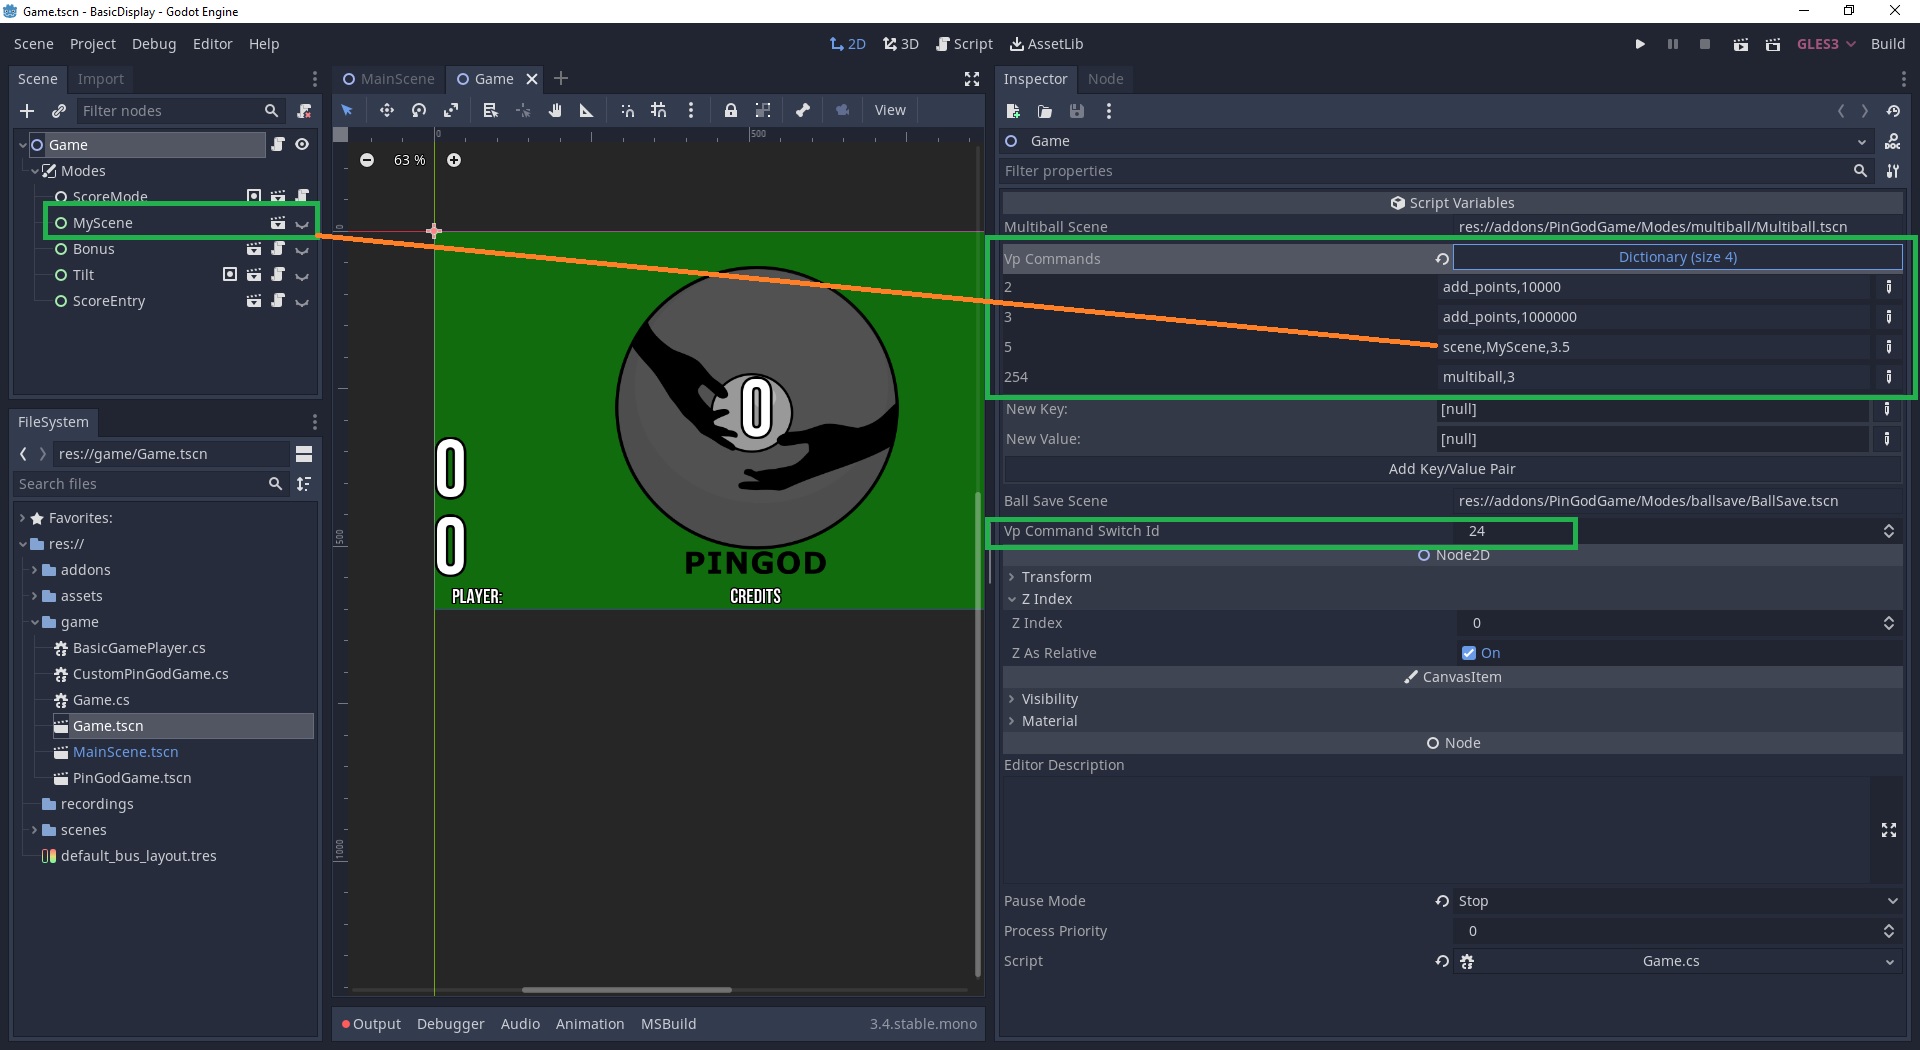 Game.tscn - BasicDisplay - Godot Engine
Scene Project Debug Editor Help
2D 3D Script AssetLib
GLES3 Build
Scene Import
Filter nodes
Game
Modes
ScoreMode
MyScene
Bonus
Tilt
ScoreEntry
FileSystem
res://game/Game.tscn
Search files
Favorites:
res://
addons
assets
game
BasicGamePlayer.cs
CustomPinGodGame.cs
Game.cs
Game.tscn
MainScene.tscn
PinGodGame.tscn
recordings
scenes
default_bus_layout.tres
MainScene Game
View
0 500
63 %
0
500
1000
0
0
0
PINGOD
PLAYER: CREDITS
Output Debugger Audio Animation MSBuild 3.4.stable.mono
Inspector Node
Game
DOC
Filter properties
Script Variables
Multiball Scene res://addons/PinGodGame/Modes/multiball/Multiball.tscn
Vp Commands Dictionary (size 4)
2 add_points,10000
3 add_points,1000000
5 scene,MyScene,3.5
254 multiball,3
New Key: [null]
New Value: [null]
Add Key/Value Pair
Ball Save Scene res://addons/PinGodGame/Modes/ballsave/BallSave.tscn
Vp Command Switch Id 24
Node2D
Transform
Z Index
Z Index 0
Z As Relative On
CanvasItem
Visibility
Material
Node
Editor Description
Pause Mode Stop
Process Priority 0
Script Game.cs